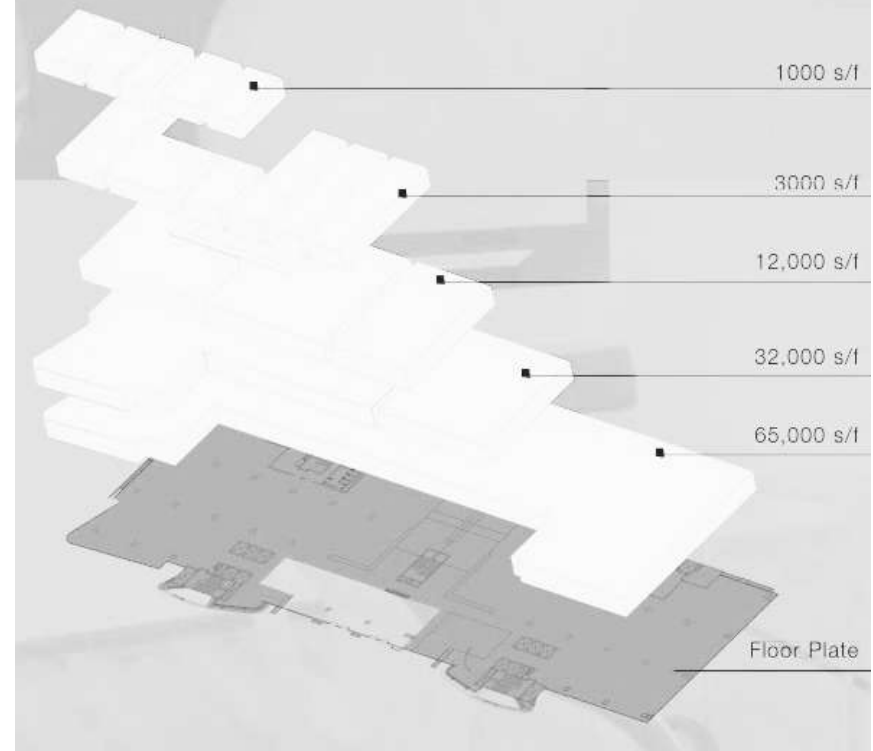 1000 s/f
3000 s/f
12,000 s/f
32,000 s/f
65,000 s/f
Floor Plate